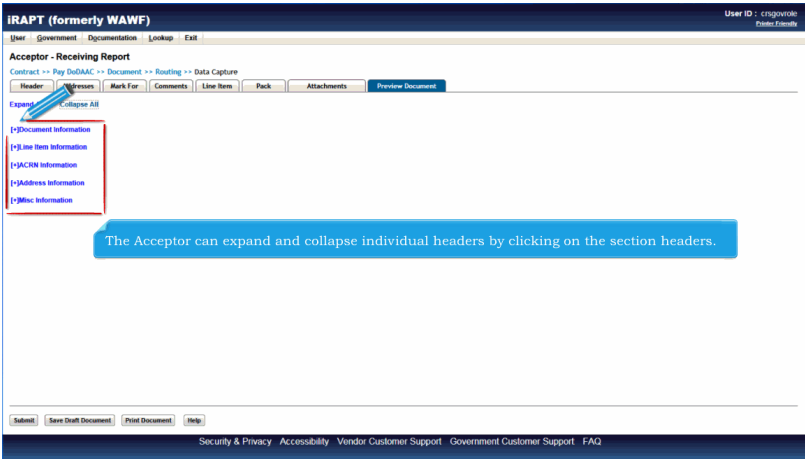 iRAPT (formerly WAWF)
User ID : crsgovrole
Printer Friendly
User Government Documentation Lookup Exit
Acceptor - Receiving Report
Contract >> Pay DoDAAC >> Document >> Routing >> Data Capture
Header Addresses Mark For Comments Line Item Pack Attachments Preview Document
Expand Collapse All
[+]Document Information
[+]Line Item Information
[+]ACRN Information
[+]Address Information
[+]Misc Information
The Acceptor can expand and collapse individual headers by clicking on the section headers.
Submit Save Draft Document Print Document Help
Security & Privacy Accessibility Vendor Customer Support Government Customer Support FAQ